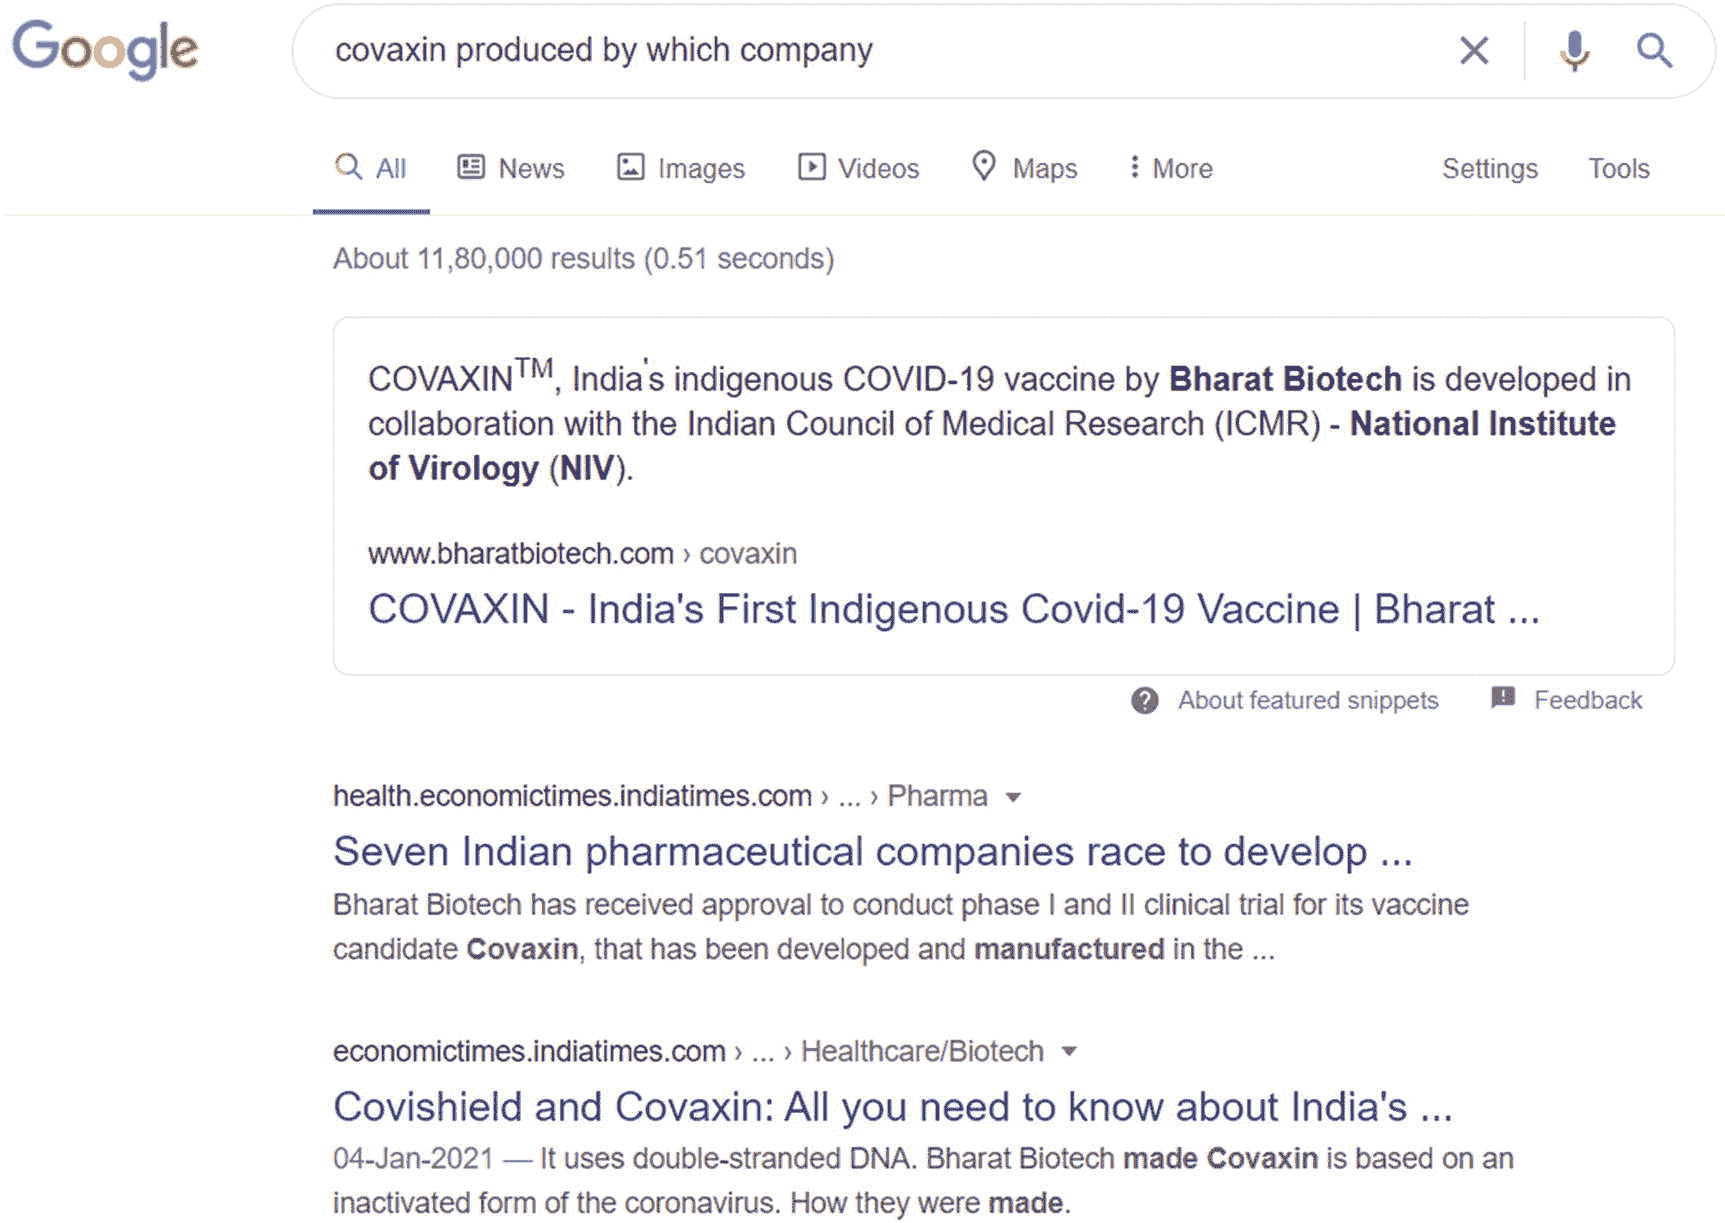 Google
covaxin produced by which company
All News Images Videos Maps More Settings Tools
About 11,80,000 results (0.51 seconds)
COVAXIN™, India's indigenous COVID-19 vaccine by Bharat Biotech is developed in
collaboration with the Indian Council of Medical Research (ICMR) - National Institute
of Virology (NIV).
www.bharatbiotech.com › covaxin
COVAXIN - India's First Indigenous Covid-19 Vaccine | Bharat ...
About featured snippets Feedback
health.economictimes.indiatimes.com › ... › Pharma
Seven Indian pharmaceutical companies race to develop ...
Bharat Biotech has received approval to conduct phase I and II clinical trial for its vaccine
candidate Covaxin, that has been developed and manufactured in the ...
economictimes.indiatimes.com › ... › Healthcare/Biotech
Covishield and Covaxin: All you need to know about India's ...
04-Jan-2021 — It uses double-stranded DNA. Bharat Biotech made Covaxin is based on an
inactivated form of the coronavirus. How they were made.